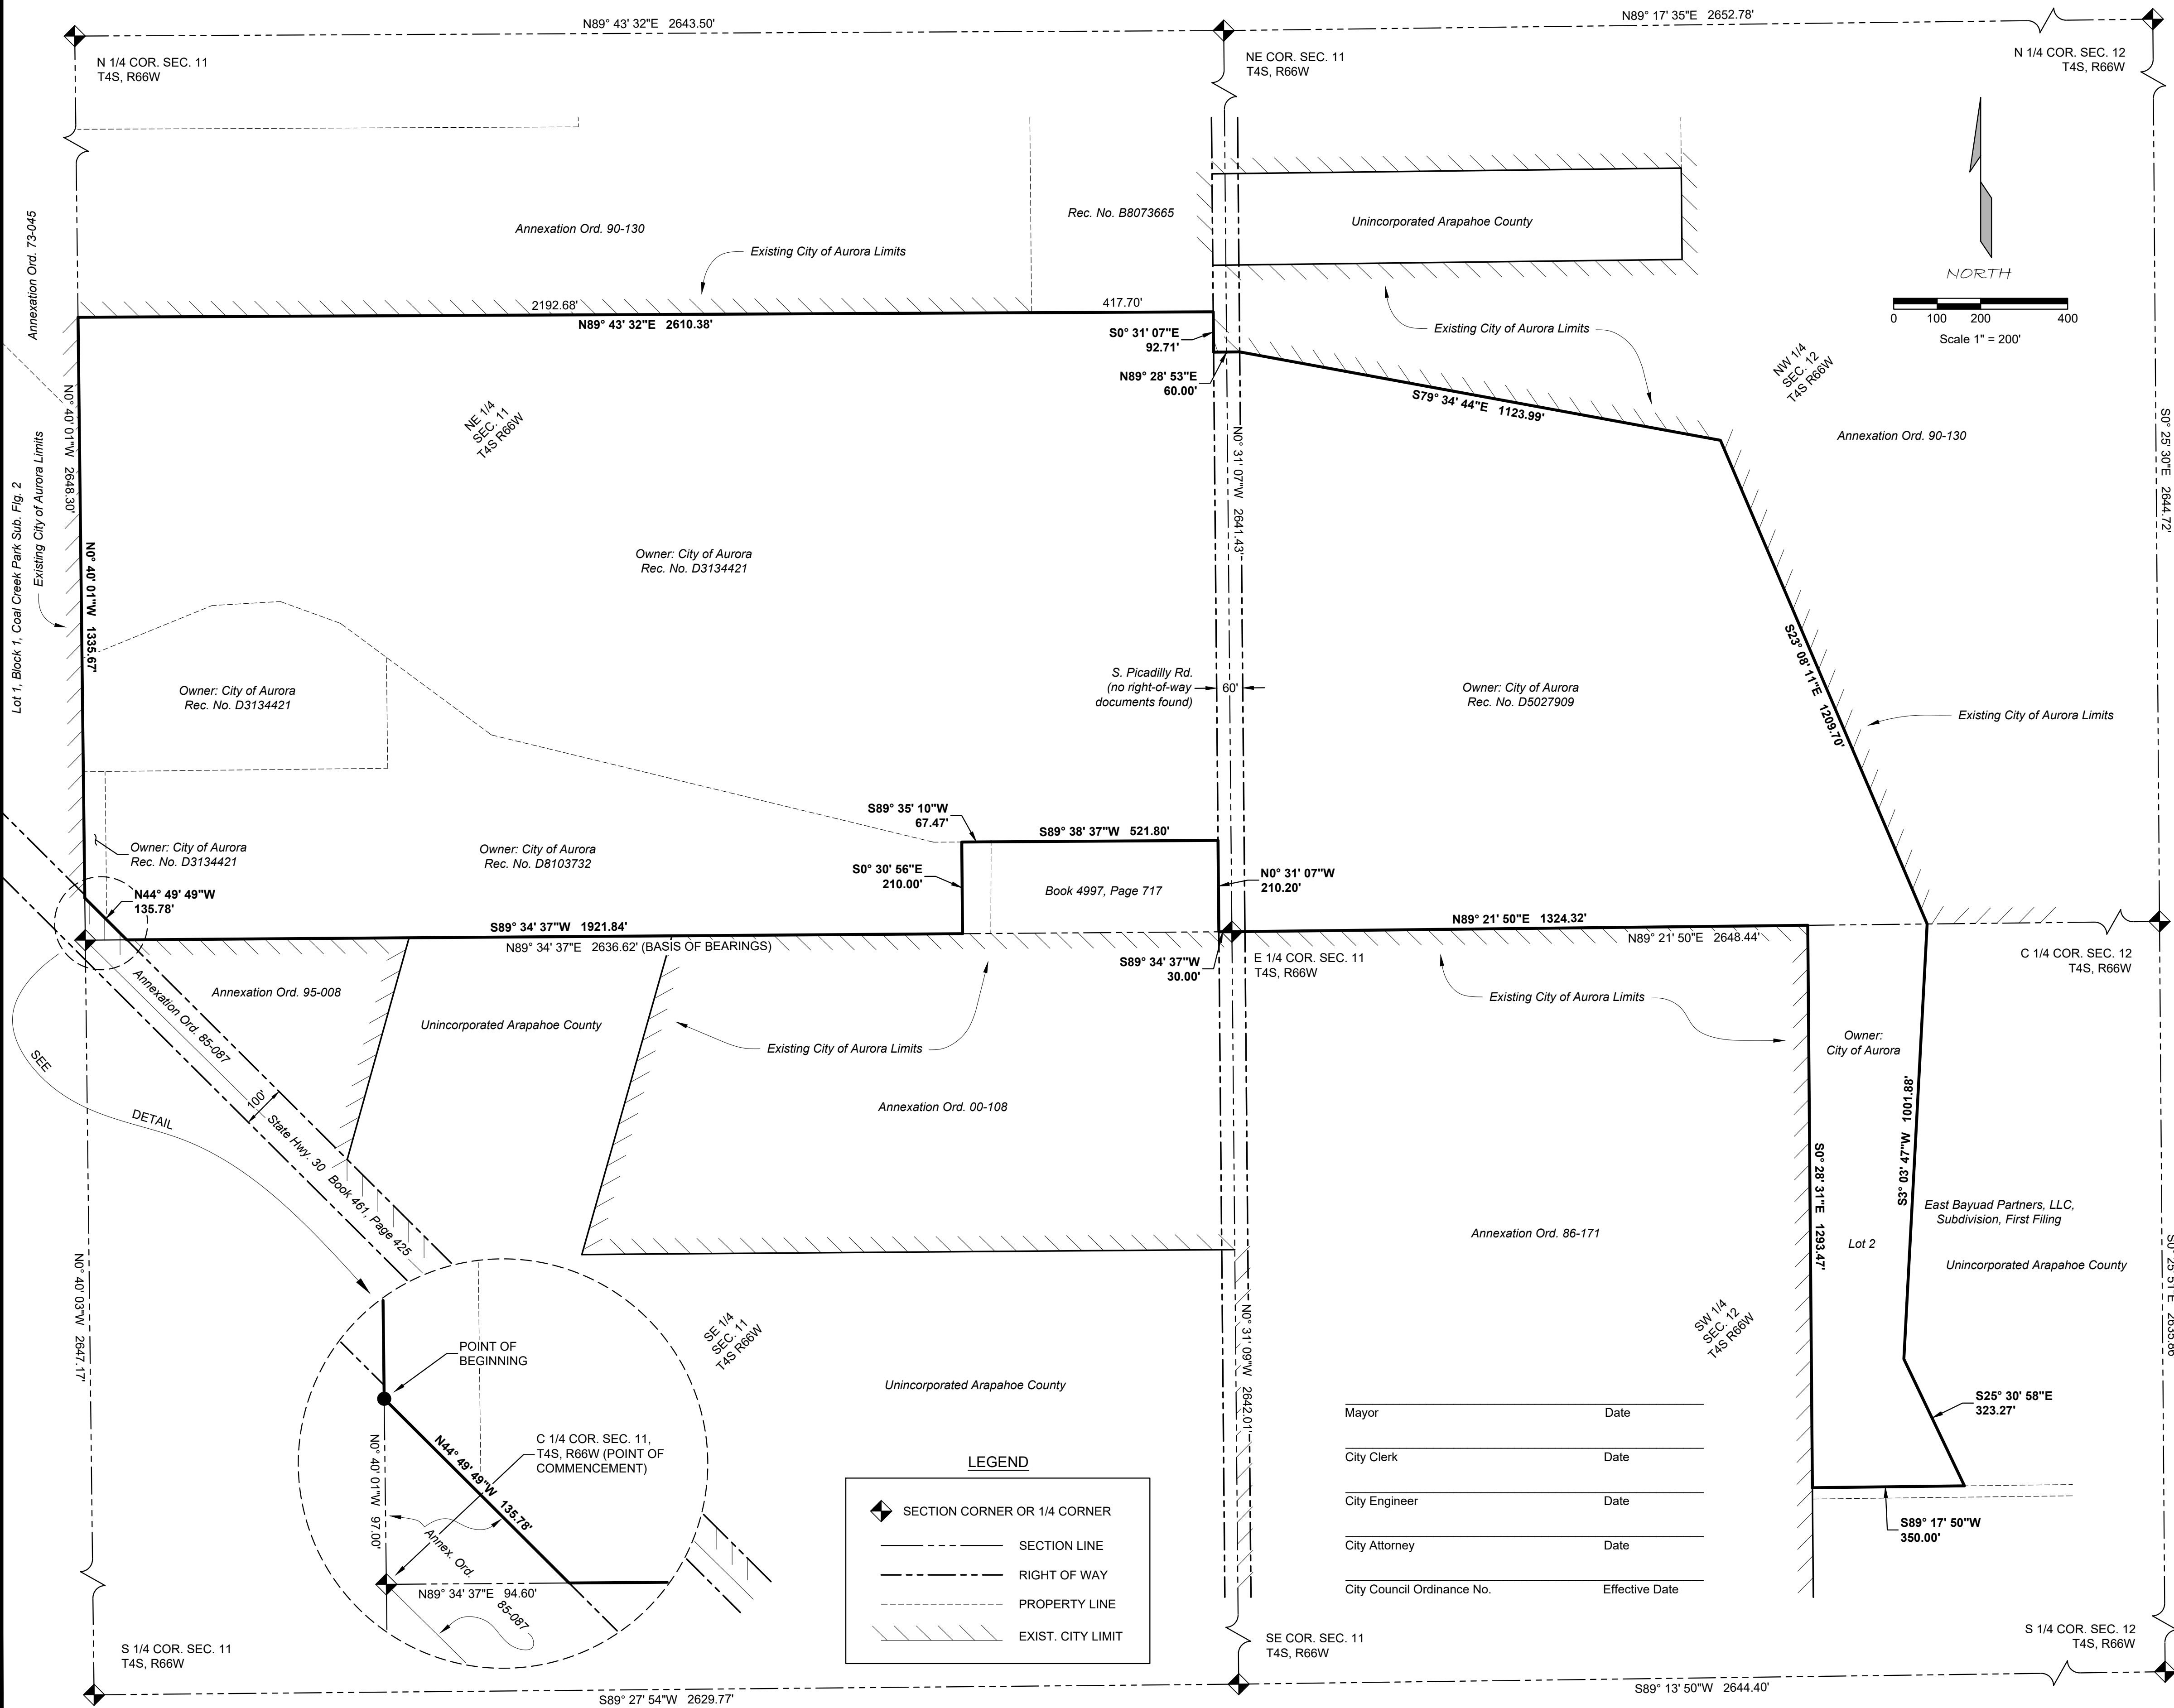 N89° 43' 32"E 2643.50'
N89° 17' 35"E 2652.78'
N 1/4 COR. SEC. 11
T4S, R66W
NE COR. SEC. 11
T4S, R66W
N 1/4 COR. SEC. 12
T4S, R66W
Annexation Ord. 73-045
Annexation Ord. 90-130
Existing City of Aurora Limits
Rec. No. B8073665
Unincorporated Arapahoe County
NORTH
0 100 200 400
Scale 1" = 200'
2192.68'
417.70'
N89° 43' 32"E 2610.38'
S0° 31' 07"E
92.71'
N89° 28' 53"E
60.00'
Existing City of Aurora Limits
S79° 34' 44"E 1123.99'
NW 1/4
SEC. 12
T4S R66W
Annexation Ord. 90-130
S0° 25' 30"E 2644.72'
NE 1/4
SEC. 11
T4S R66W
N0° 40' 01"W 2648.30'
N0° 31' 07"W 2641.43'
Lot 1, Block 1, Coal Creek Park Sub. Flg. 2
Existing City of Aurora Limits
N0° 40' 01"W 1335.67'
Owner: City of Aurora
Rec. No. D3134421
Owner: City of Aurora
Rec. No. D3134421
S. Picadilly Rd.
(no right-of-way
documents found)
60'
Owner: City of Aurora
Rec. No. D5027909
S23° 08' 11"E 1209.70'
Existing City of Aurora Limits
Owner: City of Aurora
Rec. No. D3134421
Owner: City of Aurora
Rec. No. D8103732
S89° 35' 10"W
67.47'
S89° 38' 37"W 521.80'
S0° 30' 56"E
210.00'
Book 4997, Page 717
N0° 31' 07"W
210.20'
N44° 49' 49"W
135.78'
S89° 34' 37"W 1921.84'
N89° 34' 37"E 2636.62' (BASIS OF BEARINGS)
S89° 34' 37"W
30.00'
E 1/4 COR. SEC. 11
T4S, R66W
N89° 21' 50"E 1324.32'
N89° 21' 50"E 2648.44'
C 1/4 COR. SEC. 12
T4S, R66W
Annexation Ord. 95-008
Annexation Ord. 85-087
Unincorporated Arapahoe County
Existing City of Aurora Limits
Existing City of Aurora Limits
Owner:
City of Aurora
SEE
DETAIL
100'
State Hwy. 30 Book 461, Page 425
Annexation Ord. 00-108
S3° 03' 47"W 1001.88'
S0° 28' 31"E 1293.47'
East Bayuad Partners, LLC,
Subdivision, First Filing
Annexation Ord. 86-171
Lot 2
Unincorporated Arapahoe County
S0° 25' 51"E 2635.86'
N0° 40' 03"W 2647.17'
SE 1/4
SEC. 11
T4S R66W
N0° 31' 09"W 2642.01'
SW 1/4
SEC. 12
T4S R66W
POINT OF
BEGINNING
Unincorporated Arapahoe County
S25° 30' 58"E
323.27'
Mayor Date
City Clerk Date
City Engineer Date
City Attorney Date
City Council Ordinance No. Effective Date
N44° 49' 49"W 135.78'
C 1/4 COR. SEC. 11,
T4S, R66W (POINT OF
COMMENCEMENT)
N0° 40' 01"W 97.00'
Annex. Ord.
85-087
N89° 34' 37"E 94.60'
LEGEND
SECTION CORNER OR 1/4 CORNER
SECTION LINE
RIGHT OF WAY
PROPERTY LINE
EXIST. CITY LIMIT
S89° 17' 50"W
350.00'
S 1/4 COR. SEC. 11
T4S, R66W
SE COR. SEC. 11
T4S, R66W
S 1/4 COR. SEC. 12
T4S, R66W
S89° 27' 54"W 2629.77'
S89° 13' 50"W 2644.40'